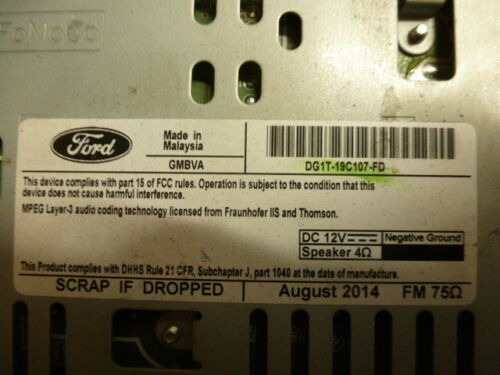 FoMoCo
Ford
Made in
Malaysia
GMBVA
DG1T-19C107-FD
This device complies with part 15 of FCC rules. Operation is subject to the condition that this
device does not cause harmful interference.
MPEG Layer-3 audio coding technology licensed from Fraunhofer IIS and Thomson.
DC 12V Negative Ground
Speaker 4Ω
This Product complies with DHHS Rule 21 CFR, Subchapter J, part 1040 at the date of manufacture.
SCRAP IF DROPPED August 2014 FM 75Ω